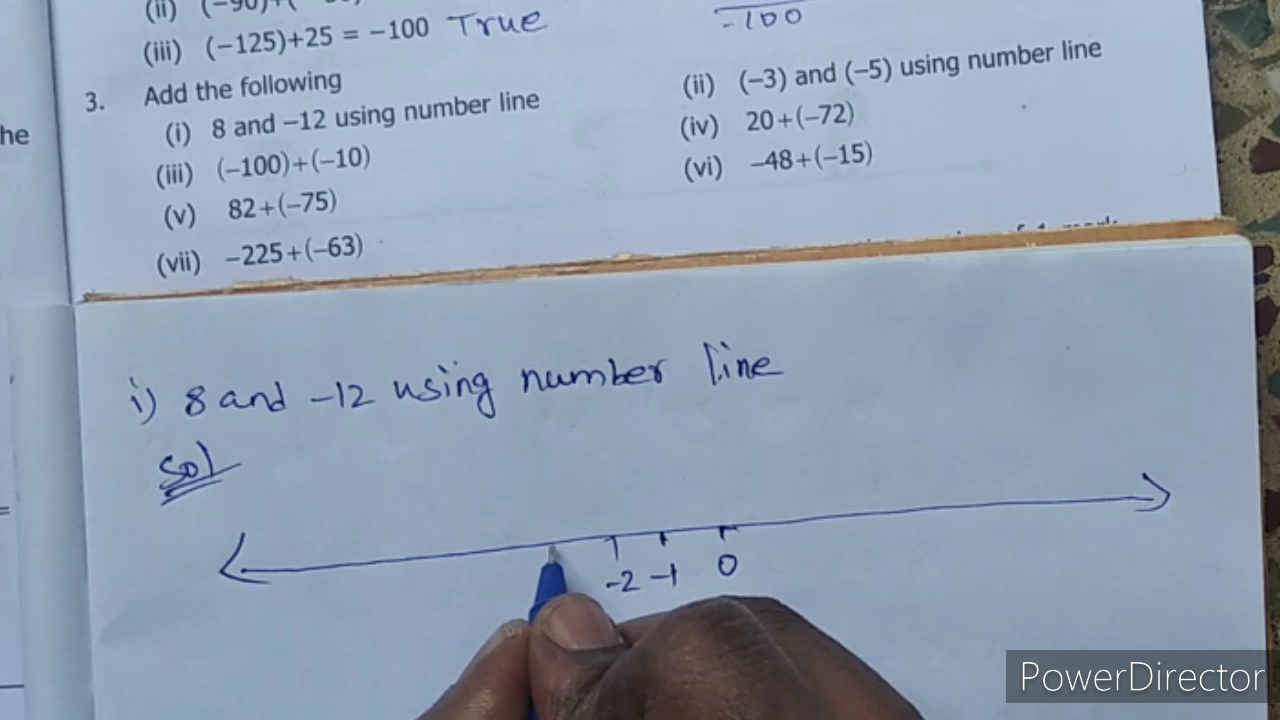 (ii) (−90)+(
(iii) (−125)+25 = −100 True
-100
he
3. Add the following
(i) 8 and −12 using number line
(ii) (−3) and (−5) using number line
(iii) (−100)+(−10)
(iv) 20+(−72)
(v) 82+(−75)
(vi) −48+(−15)
(vii) −225+(−63)
i) 8 and -12 using number line
Sol
-2 -1 0
PowerDirector